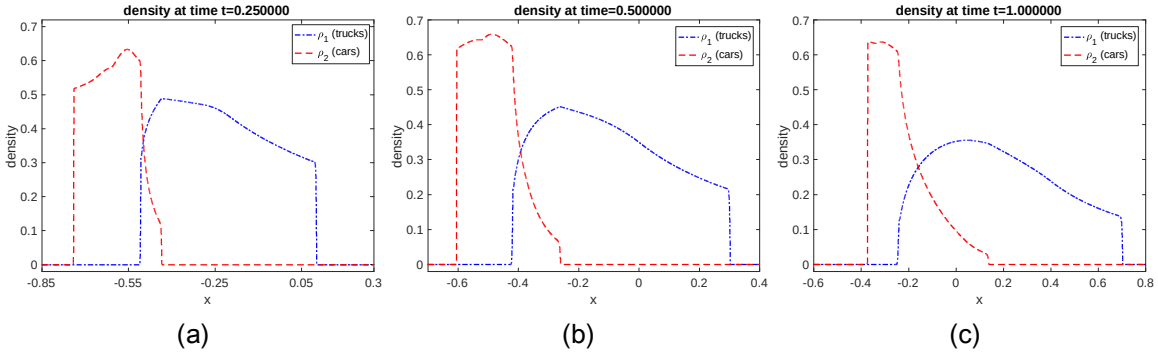 density at time t=0.250000
0.7
0.6
0.5
0.4
0.3
0.2
0.1
0
density
-0.85 -0.55 -0.25 0.05 0.3
x
ρ1 (trucks)
ρ2 (cars)
(a)
density at time=0.500000
0.7
0.6
0.5
0.4
0.3
0.2
0.1
0
density
-0.6 -0.4 -0.2 0 0.2 0.4
x
ρ1 (trucks)
ρ2 (cars)
(b)
density at time t=1.000000
0.7
0.6
0.5
0.4
0.3
0.2
0.1
0
density
-0.6 -0.4 -0.2 0 0.2 0.4 0.6 0.8
x
ρ1 (trucks)
ρ2 (cars)
(c)